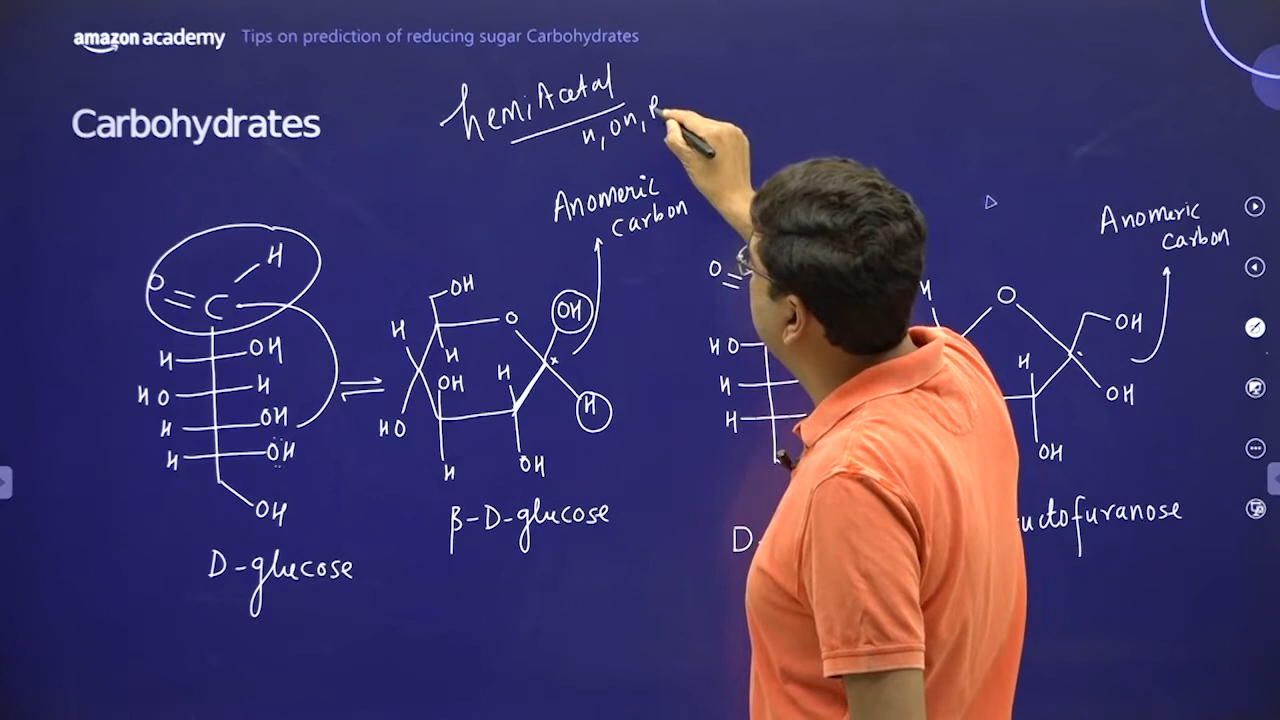 amazon academy Tips on prediction of reducing sugar Carbohydrates
Carbohydrates
hemiAcetal
H, OH, R
Anomeric
carbon
Anomeric
carbon
H
O
C
H OH
HO H
H OH
H OH
OH
D-glucose
OH
O
OH
H
H
OH
H
H
HO
H
OH
β-D-glucose
O
HO
H
H
D-
H
O
OH
H
OH
OH
uctofuranose